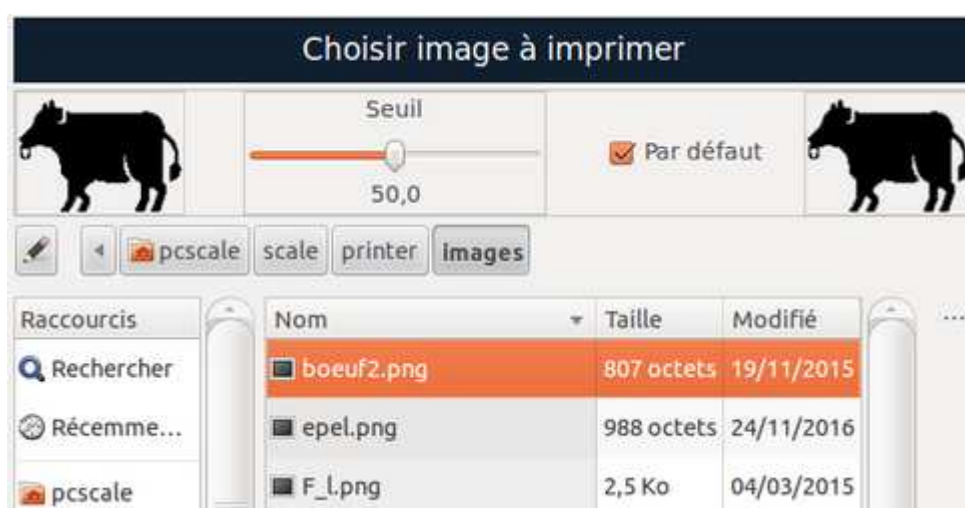 Choisir image à imprimer
Seuil
50,0
Par défaut
pcscale scale printer images
Raccourcis
Nom Taille Modifié
Rechercher
boeuf2.png 807 octets 19/11/2015
Récemme...
epel.png 988 octets 24/11/2016
pcscale
F_l.png 2,5 Ko 04/03/2015
...